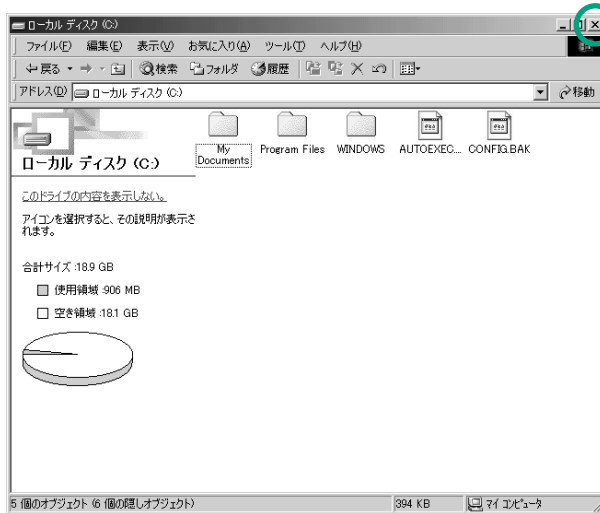 ローカル ディスク (C:)
ファイル(F) 編集(E) 表示(V) お気に入り(A) ツール(T) ヘルプ(H)
戻る 検索 フォルダ 履歴
アドレス(D) ローカル ディスク (C:) 移動
My Documents
Program Files
WINDOWS
AUTOEXEC...
CONFIG.BAK
ローカル ディスク (C:)
このドライブの内容を表示しない。
アイコンを選択すると、その説明が表示さ
れます。
合計サイズ :18.9 GB
使用領域 :906 MB
空き領域 :18.1 GB
5 個のオブジェクト (6 個の隠しオブジェクト) 394 KB マイ コンピュータ